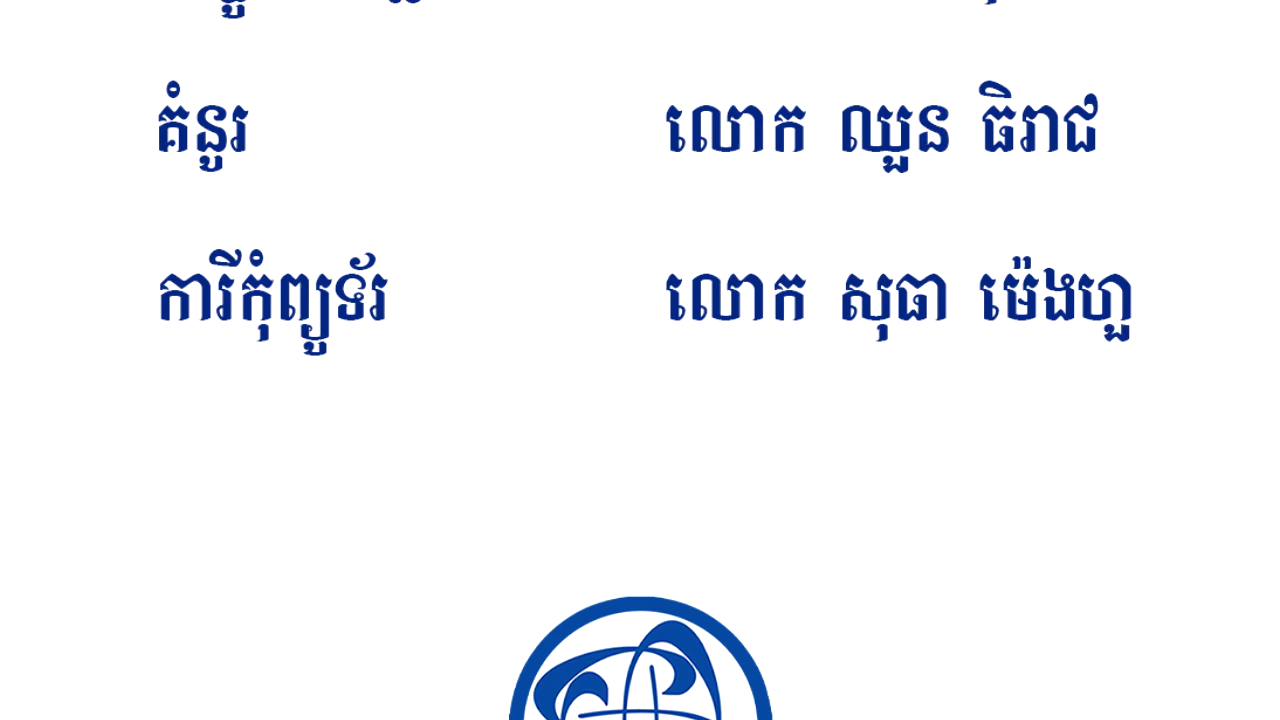 គំនូរ លោក ឈួន ធិរាជ
ការីកុំព្យូទ័រ លោក សុធា ម៉េងហួ